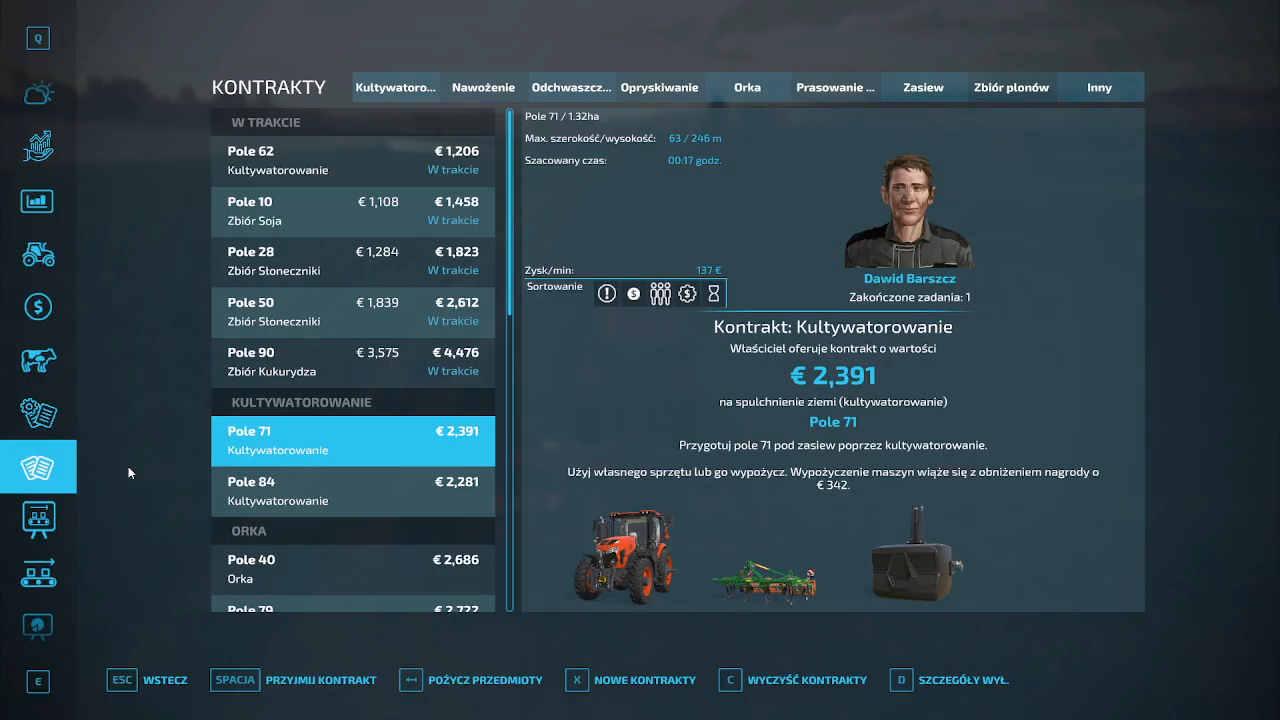 Q
KONTRAKTY
Kultywatoro... Nawożenie Odchwaszcz... Opryskiwanie Orka Prasowanie ... Zasiew Zbiór plonów Inny
W TRAKCIE
Pole 62 € 1,206
Kultywatorowanie W trakcie
Pole 10 € 1,108 € 1,458
Zbiór Soja W trakcie
Pole 28 € 1,284 € 1,823
Zbiór Słoneczniki W trakcie
Pole 50 € 1,839 € 2,612
Zbiór Słoneczniki W trakcie
Pole 90 € 3,575 € 4,476
Zbiór Kukurydza W trakcie
KULTYWATOROWANIE
Pole 71 € 2,391
Kultywatorowanie
Pole 84 € 2,281
Kultywatorowanie
ORKA
Pole 40 € 2,686
Orka
Pole 79 € 2,722
Pole 71 / 1.32ha
Max. szerokość/wysokość: 63 / 246 m
Szacowany czas: 00:17 godz.
Zysk/min: 137 €
Sortowanie
Dawid Barszcz
Zakończone zadania: 1
Kontrakt: Kultywatorowanie
Właściciel oferuje kontrakt o wartości
€ 2,391
na spulchnienie ziemi (kultywatorowanie)
Pole 71
Przygotuj pole 71 pod zasiew poprzez kultywatorowanie.
Użyj własnego sprzętu lub go wypożycz. Wypożyczenie maszyn wiąże się z obniżeniem nagrody o
€ 342.
E
ESC WSTECZ SPACJA PRZYJMIJ KONTRAKT POŻYCZ PRZEDMIOTY X NOWE KONTRAKTY C WYCZYŚĆ KONTRAKTY D SZCZEGÓŁY WYŁ.